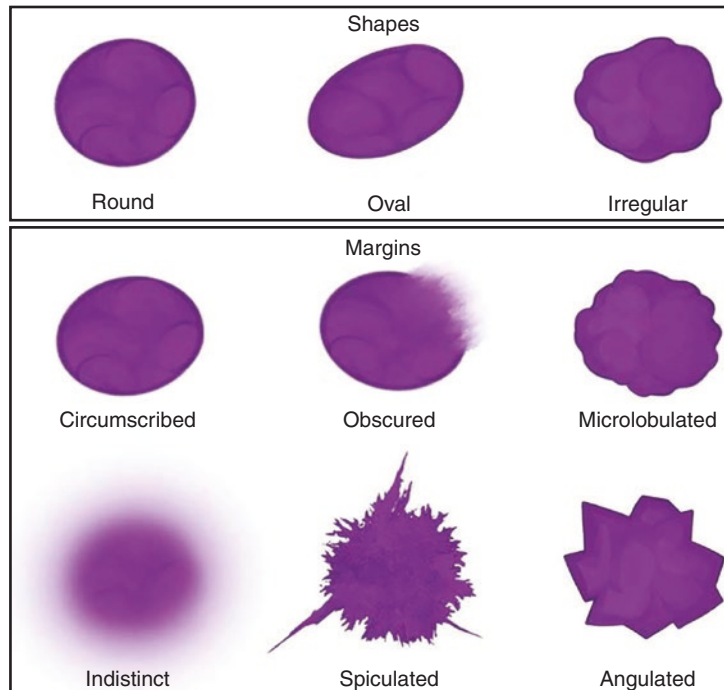 Shapes
Round Oval Irregular
Margins
Circumscribed Obscured Microlobulated
Indistinct Spiculated Angulated